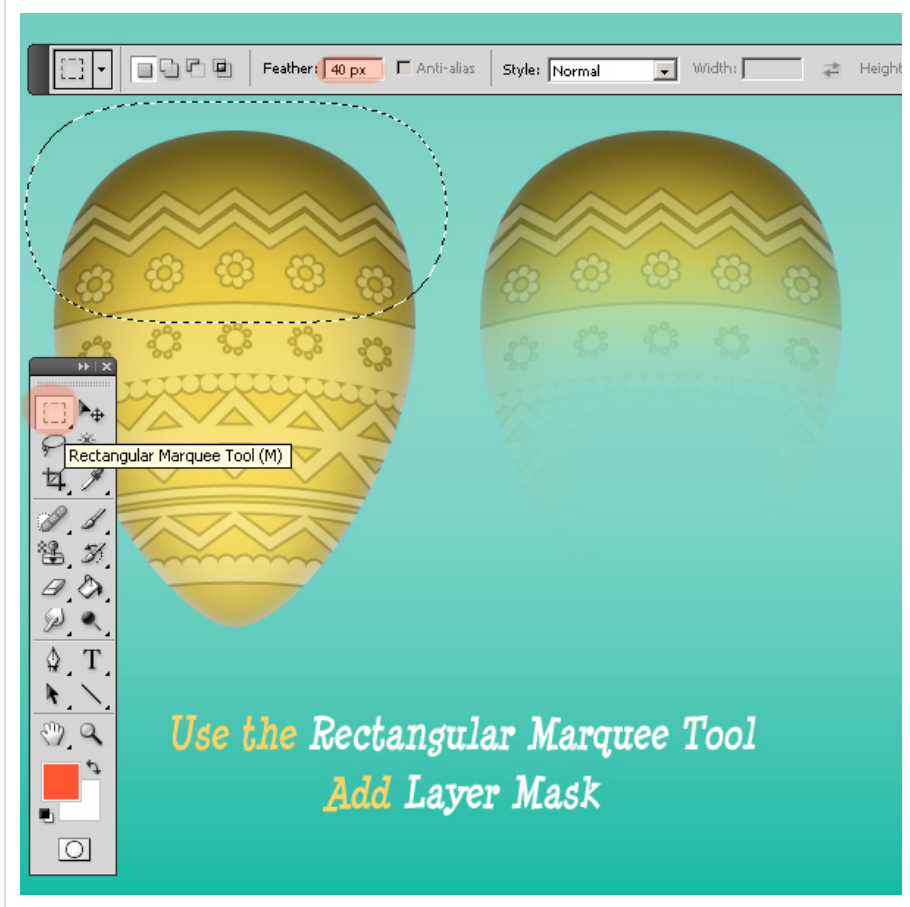 Feather: 40 px Anti-alias Style: Normal Width: Height
Rectangular Marquee Tool (M)
T
Use the Rectangular Marquee Tool
Add Layer Mask